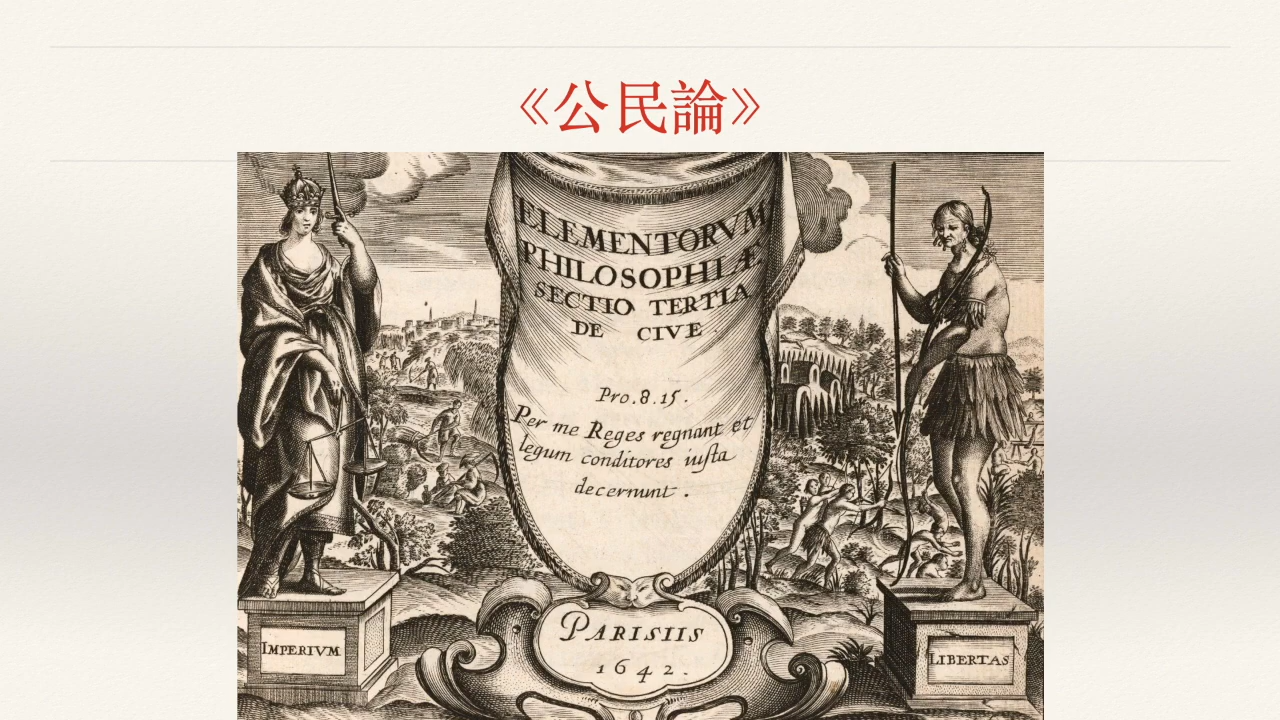 《公民論》
ELEMENTORVM
PHILOSOPHIÆ
SECTIO TERTIA
DE CIVE
Pro.8.15.
Per me Reges regnant et
legum conditores iusta
decernunt.
IMPERIVM
PARISIIS
1642.
LIBERTAS